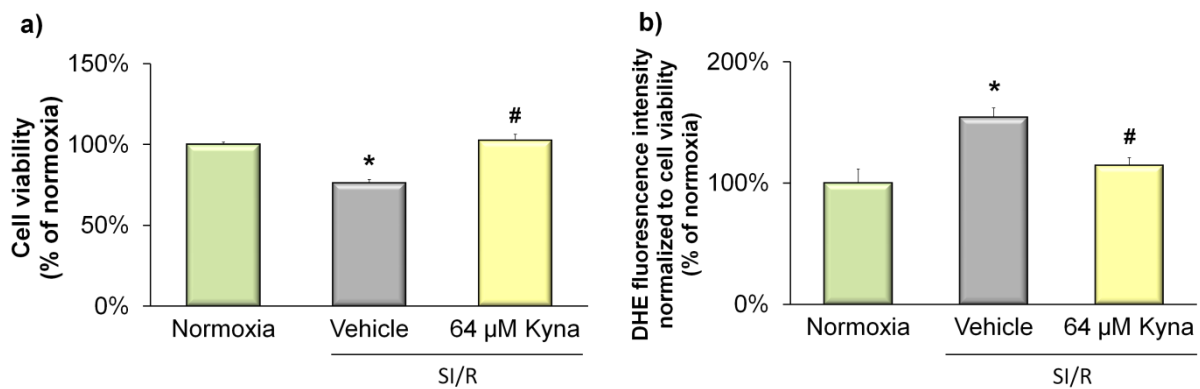 a)
Cell viability
(% of normoxia)
150%
100%
50%
0%
*
#
Normoxia
Vehicle
64 µM Kyna
SI/R
b)
DHE fluoresncence intensity
normalized to cell viability
(% of normoxia)
200%
100%
0%
*
#
Normoxia
Vehicle
64 µM Kyna
SI/R